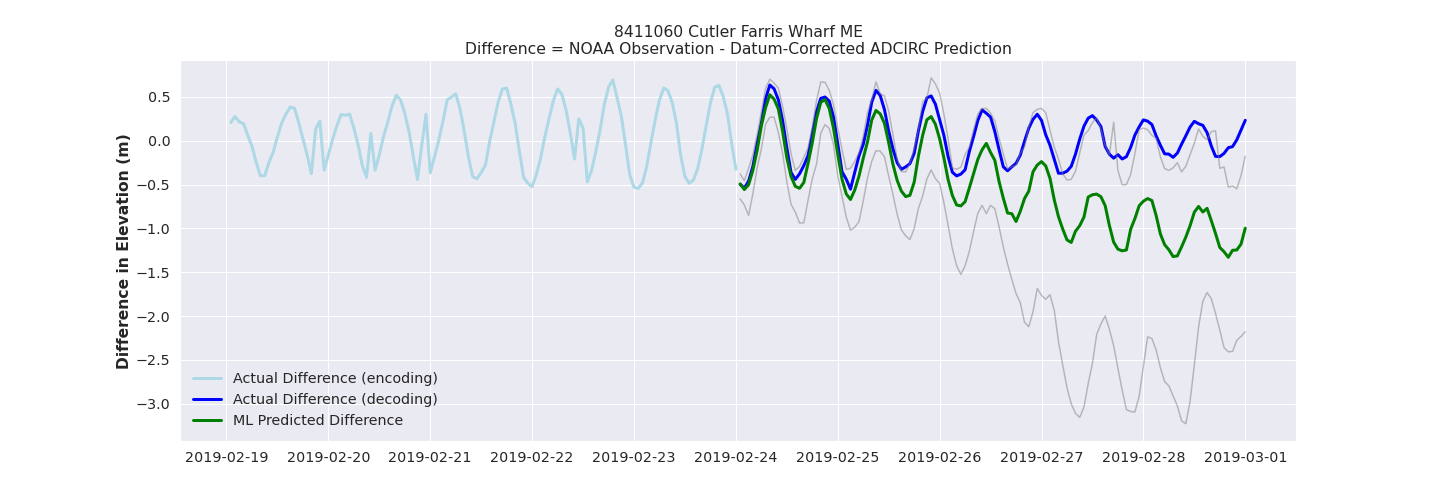 8411060 Cutler Farris Wharf ME
Difference = NOAA Observation - Datum-Corrected ADCIRC Prediction
Difference in Elevation (m)
0.5
0.0
−0.5
−1.0
−1.5
−2.0
−2.5
−3.0
Actual Difference (encoding)
Actual Difference (decoding)
ML Predicted Difference
2019-02-19 2019-02-20 2019-02-21 2019-02-22 2019-02-23 2019-02-24 2019-02-25 2019-02-26 2019-02-27 2019-02-28 2019-03-01